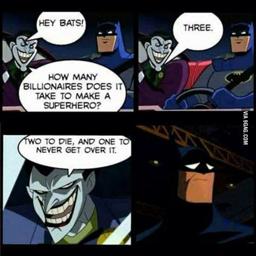 HEY BATS!
HOW MANY
BILLIONAIRES DOES IT
TAKE TO MAKE A
SUPERHERO?
THREE.
TWO TO DIE, AND ONE TO
NEVER GET OVER IT.
VIA 9GAG.COM